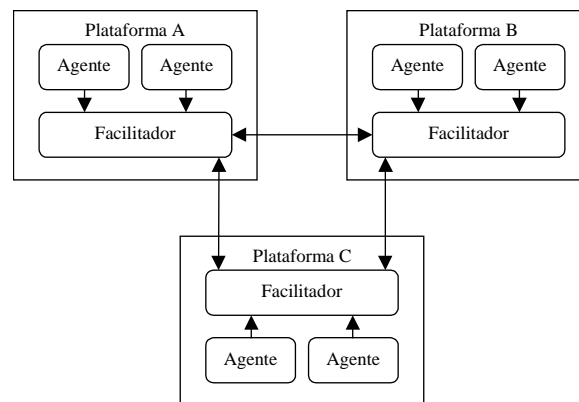 Plataforma A
Agente
Agente
Facilitador
Plataforma B
Agente
Agente
Facilitador
Plataforma C
Facilitador
Agente
Agente